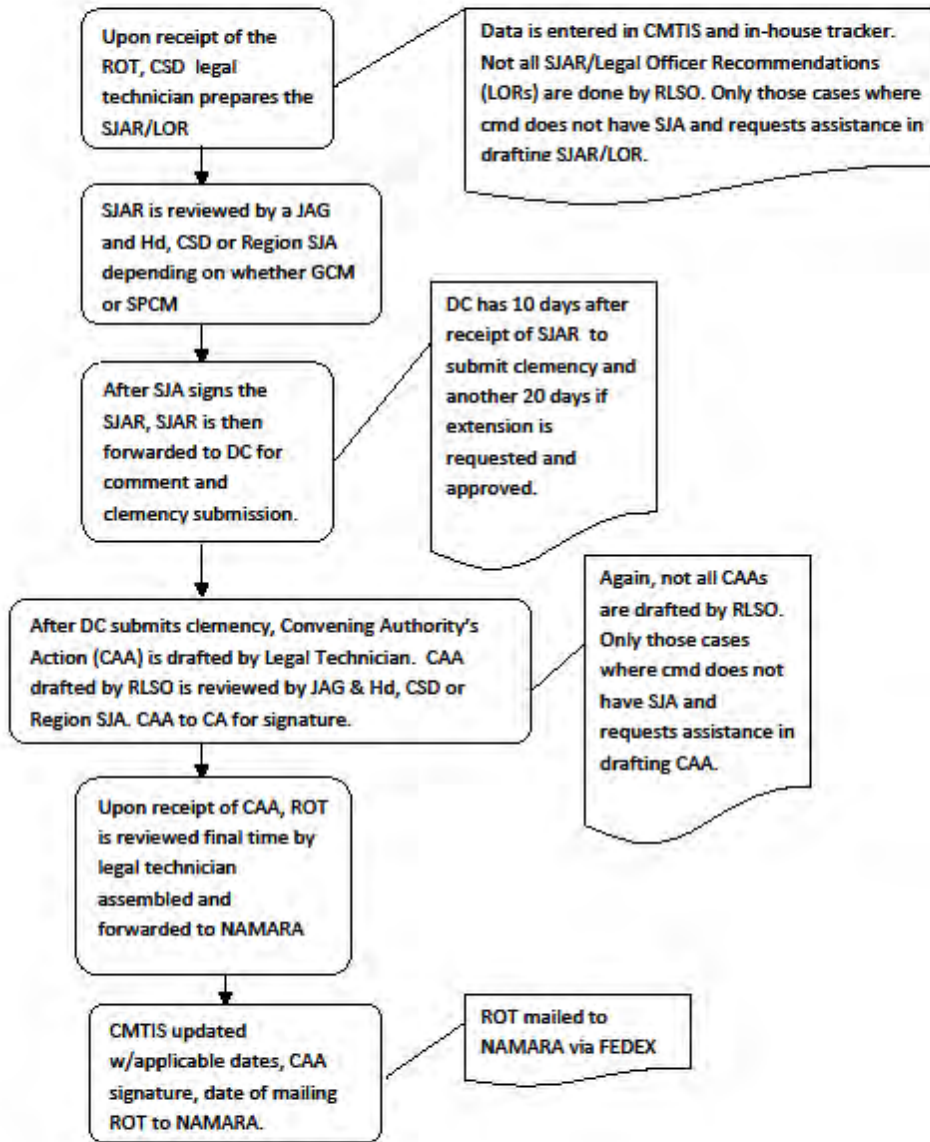 Upon receipt of the
ROT, CSD legal
technician prepares the
SJAR/LOR
Data is entered in CMTIS and in-house tracker.
Not all SJAR/Legal Officer Recommendations
(LORs) are done by RLSO. Only those cases where
cmd does not have SJA and requests assistance in
drafting SJAR/LOR.
SJAR is reviewed by a JAG
and Hd, CSD or Region SJA
depending on whether GCM
or SPCM
DC has 10 days after
receipt of SJAR to
submit clemency and
another 20 days if
extension is
requested and
approved.
After SJA signs the
SJAR, SJAR is then
forwarded to DC for
comment and
clemency submission.
Again, not all CAAs
are drafted by RLSO.
Only those cases
where cmd does not
have SJA and
requests assistance in
drafting CAA.
After DC submits clemency, Convening Authority's
Action (CAA) is drafted by Legal Technician. CAA
drafted by RLSO is reviewed by JAG & Hd, CSD or
Region SJA. CAA to CA for signature.
Upon receipt of CAA, ROT
is reviewed final time by
legal technician
assembled and
forwarded to NAMARA
CMTIS updated
w/applicable dates, CAA
signature, date of mailing
ROT to NAMARA.
ROT mailed to
NAMARA via FEDEX